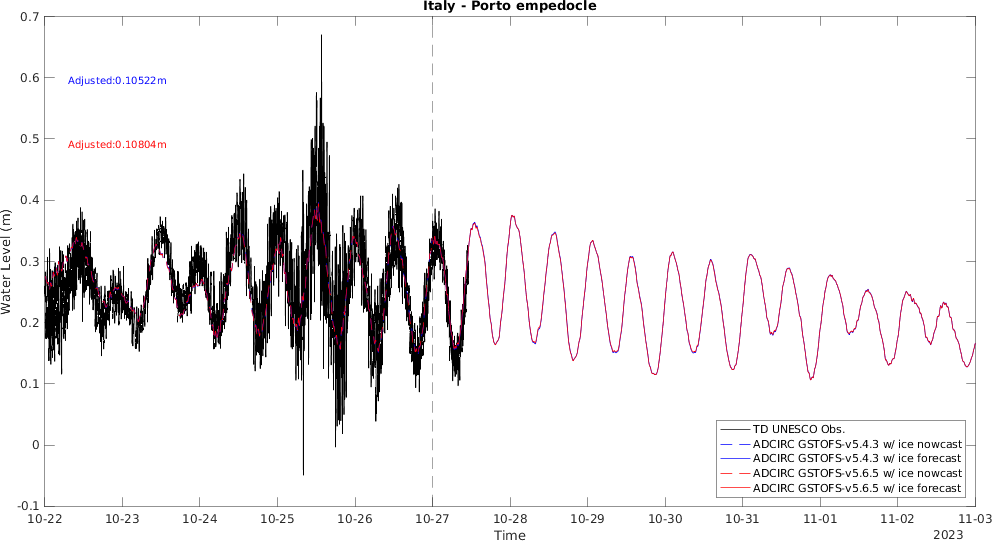 Italy - Porto empedocle
0.7
0.6
0.5
0.4
0.3
0.2
0.1
0
-0.1
Water Level (m)
Adjusted:0.10522m
Adjusted:0.10804m
TD UNESCO Obs.
ADCIRC GSTOFS-v5.4.3 w/ ice nowcast
ADCIRC GSTOFS-v5.4.3 w/ ice forecast
ADCIRC GSTOFS-v5.6.5 w/ ice nowcast
ADCIRC GSTOFS-v5.6.5 w/ ice forecast
10-22 10-23 10-24 10-25 10-26 10-27 10-28 10-29 10-30 10-31 11-01 11-02 11-03
Time
2023